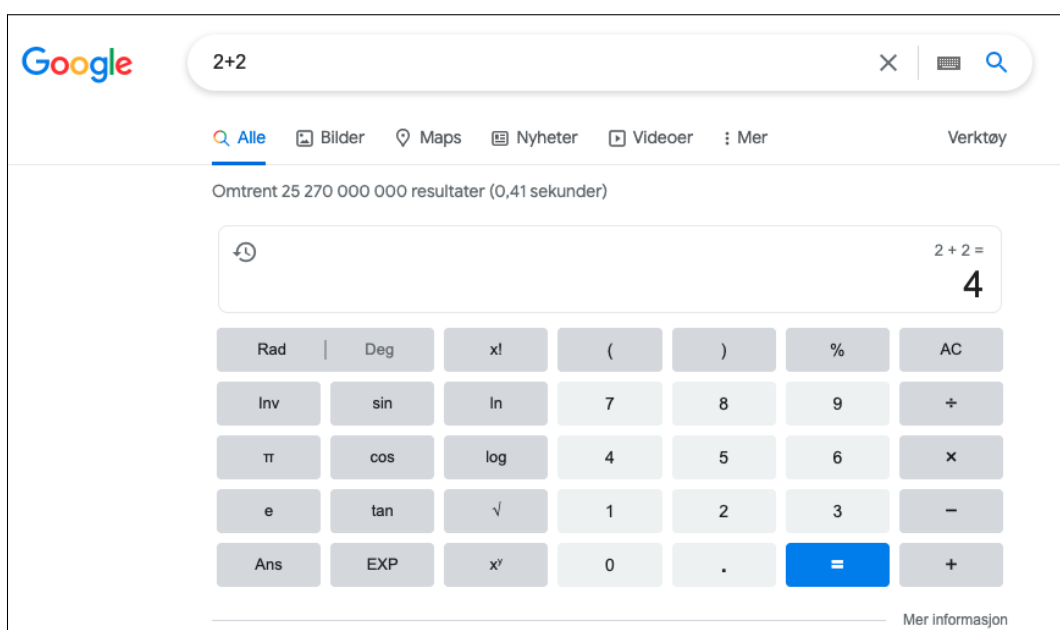 Google 2+2
Alle Bilder Maps Nyheter Videoer Mer Verktøy
Omtrent 25 270 000 000 resultater (0,41 sekunder)
2 + 2 =
4
Rad | Deg x! ( ) % AC
Inv sin ln 7 8 9 ÷
π cos log 4 5 6 ×
e tan √ 1 2 3 −
Ans EXP xʸ 0 . = +
Mer informasjon